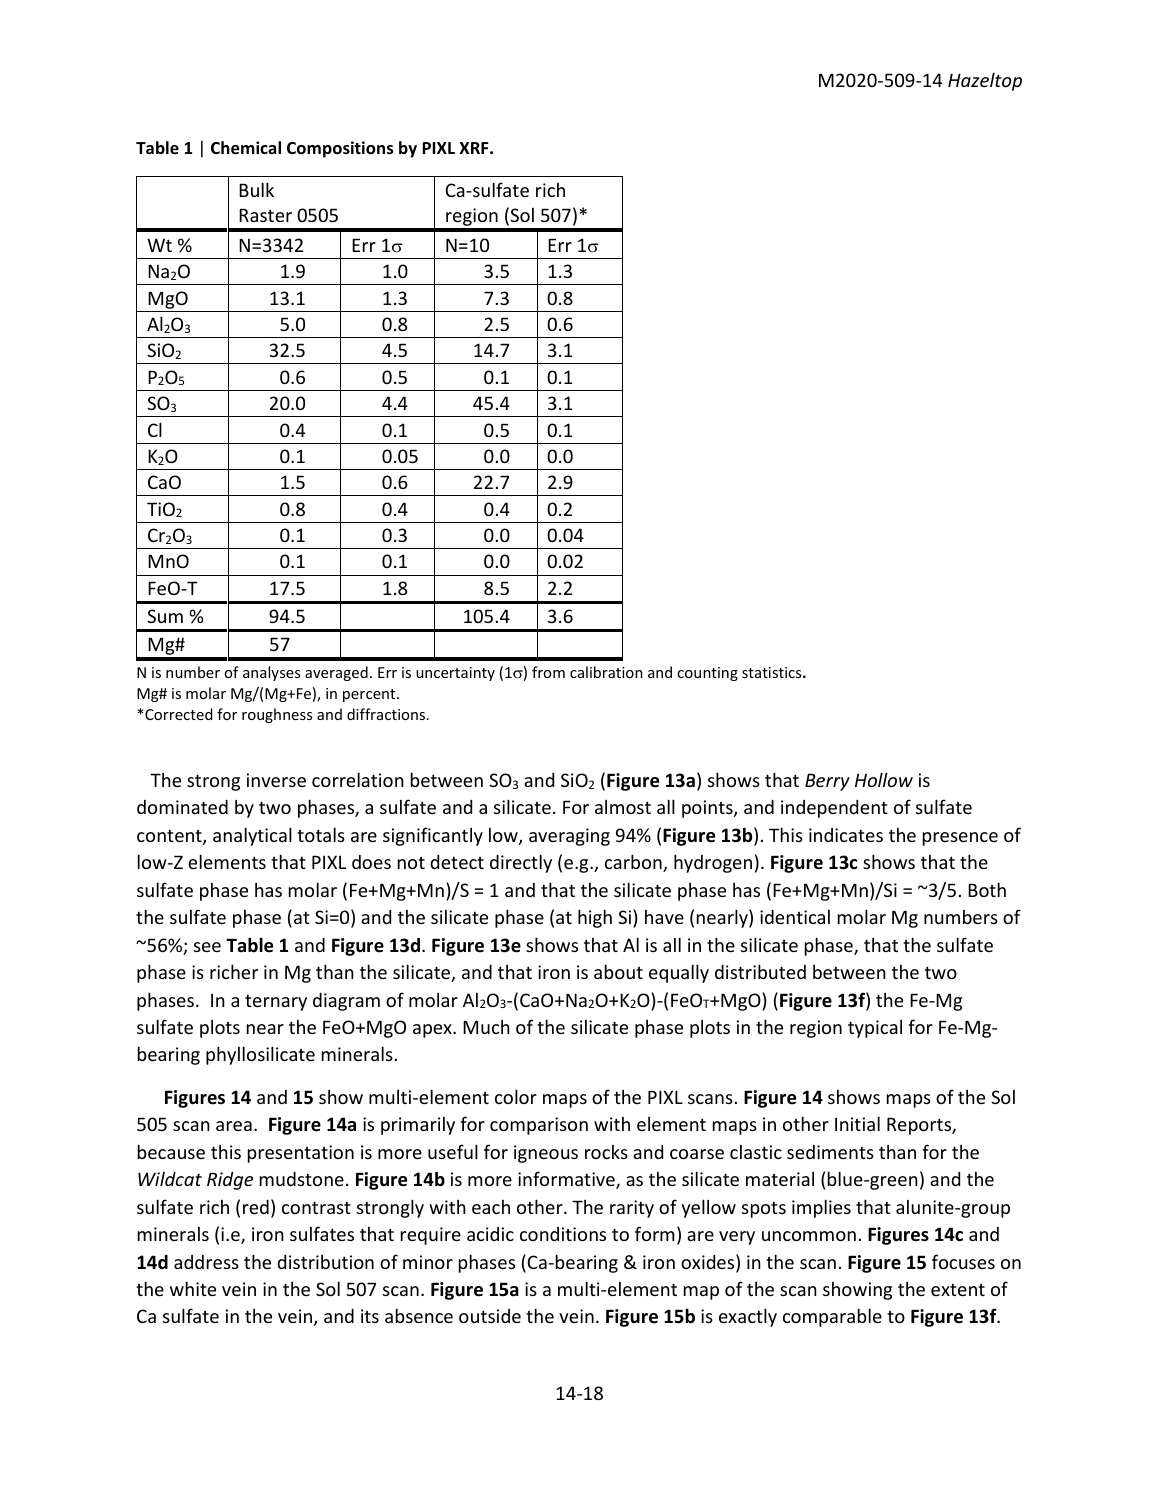 M2020-509-14 Hazeltop
Table 1 | Chemical Compositions by PIXL XRF.
Bulk Raster 0505 Ca-sulfate rich region (Sol 507)*
Wt % N=3342 Err 1σ N=10 Err 1σ
Na₂O 1.9 1.0 3.5 1.3
MgO 13.1 1.3 7.3 0.8
Al₂O₃ 5.0 0.8 2.5 0.6
SiO₂ 32.5 4.5 14.7 3.1
P₂O₅ 0.6 0.5 0.1 0.1
SO₃ 20.0 4.4 45.4 3.1
Cl 0.4 0.1 0.5 0.1
K₂O 0.1 0.05 0.0 0.0
CaO 1.5 0.6 22.7 2.9
TiO₂ 0.8 0.4 0.4 0.2
Cr₂O₃ 0.1 0.3 0.0 0.04
MnO 0.1 0.1 0.0 0.02
FeO-T 17.5 1.8 8.5 2.2
Sum % 94.5 105.4 3.6
Mg# 57
N is number of analyses averaged. Err is uncertainty (1σ) from calibration and counting statistics.
Mg# is molar Mg/(Mg+Fe), in percent.
*Corrected for roughness and diffractions.
The strong inverse correlation between SO₃ and SiO₂ (Figure 13a) shows that Berry Hollow is
dominated by two phases, a sulfate and a silicate. For almost all points, and independent of sulfate
content, analytical totals are significantly low, averaging 94% (Figure 13b). This indicates the presence of
low-Z elements that PIXL does not detect directly (e.g., carbon, hydrogen). Figure 13c shows that the
sulfate phase has molar (Fe+Mg+Mn)/S = 1 and that the silicate phase has (Fe+Mg+Mn)/Si = ~3/5. Both
the sulfate phase (at Si=0) and the silicate phase (at high Si) have (nearly) identical molar Mg numbers of
~56%; see Table 1 and Figure 13d. Figure 13e shows that Al is all in the silicate phase, that the sulfate
phase is richer in Mg than the silicate, and that iron is about equally distributed between the two
phases. In a ternary diagram of molar Al₂O₃-(CaO+Na₂O+K₂O)-(FeOT+MgO) (Figure 13f) the Fe-Mg
sulfate plots near the FeO+MgO apex. Much of the silicate phase plots in the region typical for Fe-Mg-
bearing phyllosilicate minerals.
Figures 14 and 15 show multi-element color maps of the PIXL scans. Figure 14 shows maps of the Sol
505 scan area. Figure 14a is primarily for comparison with element maps in other Initial Reports,
because this presentation is more useful for igneous rocks and coarse clastic sediments than for the
Wildcat Ridge mudstone. Figure 14b is more informative, as the silicate material (blue-green) and the
sulfate rich (red) contrast strongly with each other. The rarity of yellow spots implies that alunite-group
minerals (i.e, iron sulfates that require acidic conditions to form) are very uncommon. Figures 14c and
14d address the distribution of minor phases (Ca-bearing & iron oxides) in the scan. Figure 15 focuses on
the white vein in the Sol 507 scan. Figure 15a is a multi-element map of the scan showing the extent of
Ca sulfate in the vein, and its absence outside the vein. Figure 15b is exactly comparable to Figure 13f.
14-18